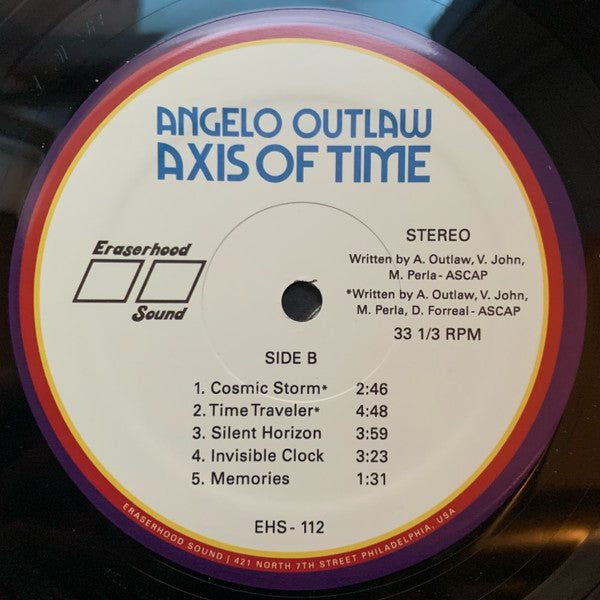 ANGELO OUTLAW
AXIS OF TIME
Eraserhood
Sound
STEREO
Written by A. Outlaw, V. John,
M. Perla - ASCAP
*Written by A. Outlaw, V. John,
M. Perla, D. Forreal - ASCAP
33 1/3 RPM
SIDE B
1. Cosmic Storm* 2:46
2. Time Traveler* 4:48
3. Silent Horizon 3:59
4. Invisible Clock 3:23
5. Memories 1:31
EHS - 112
ERASERHOOD SOUND | 421 NORTH 7TH STREET PHILADELPHIA, USA